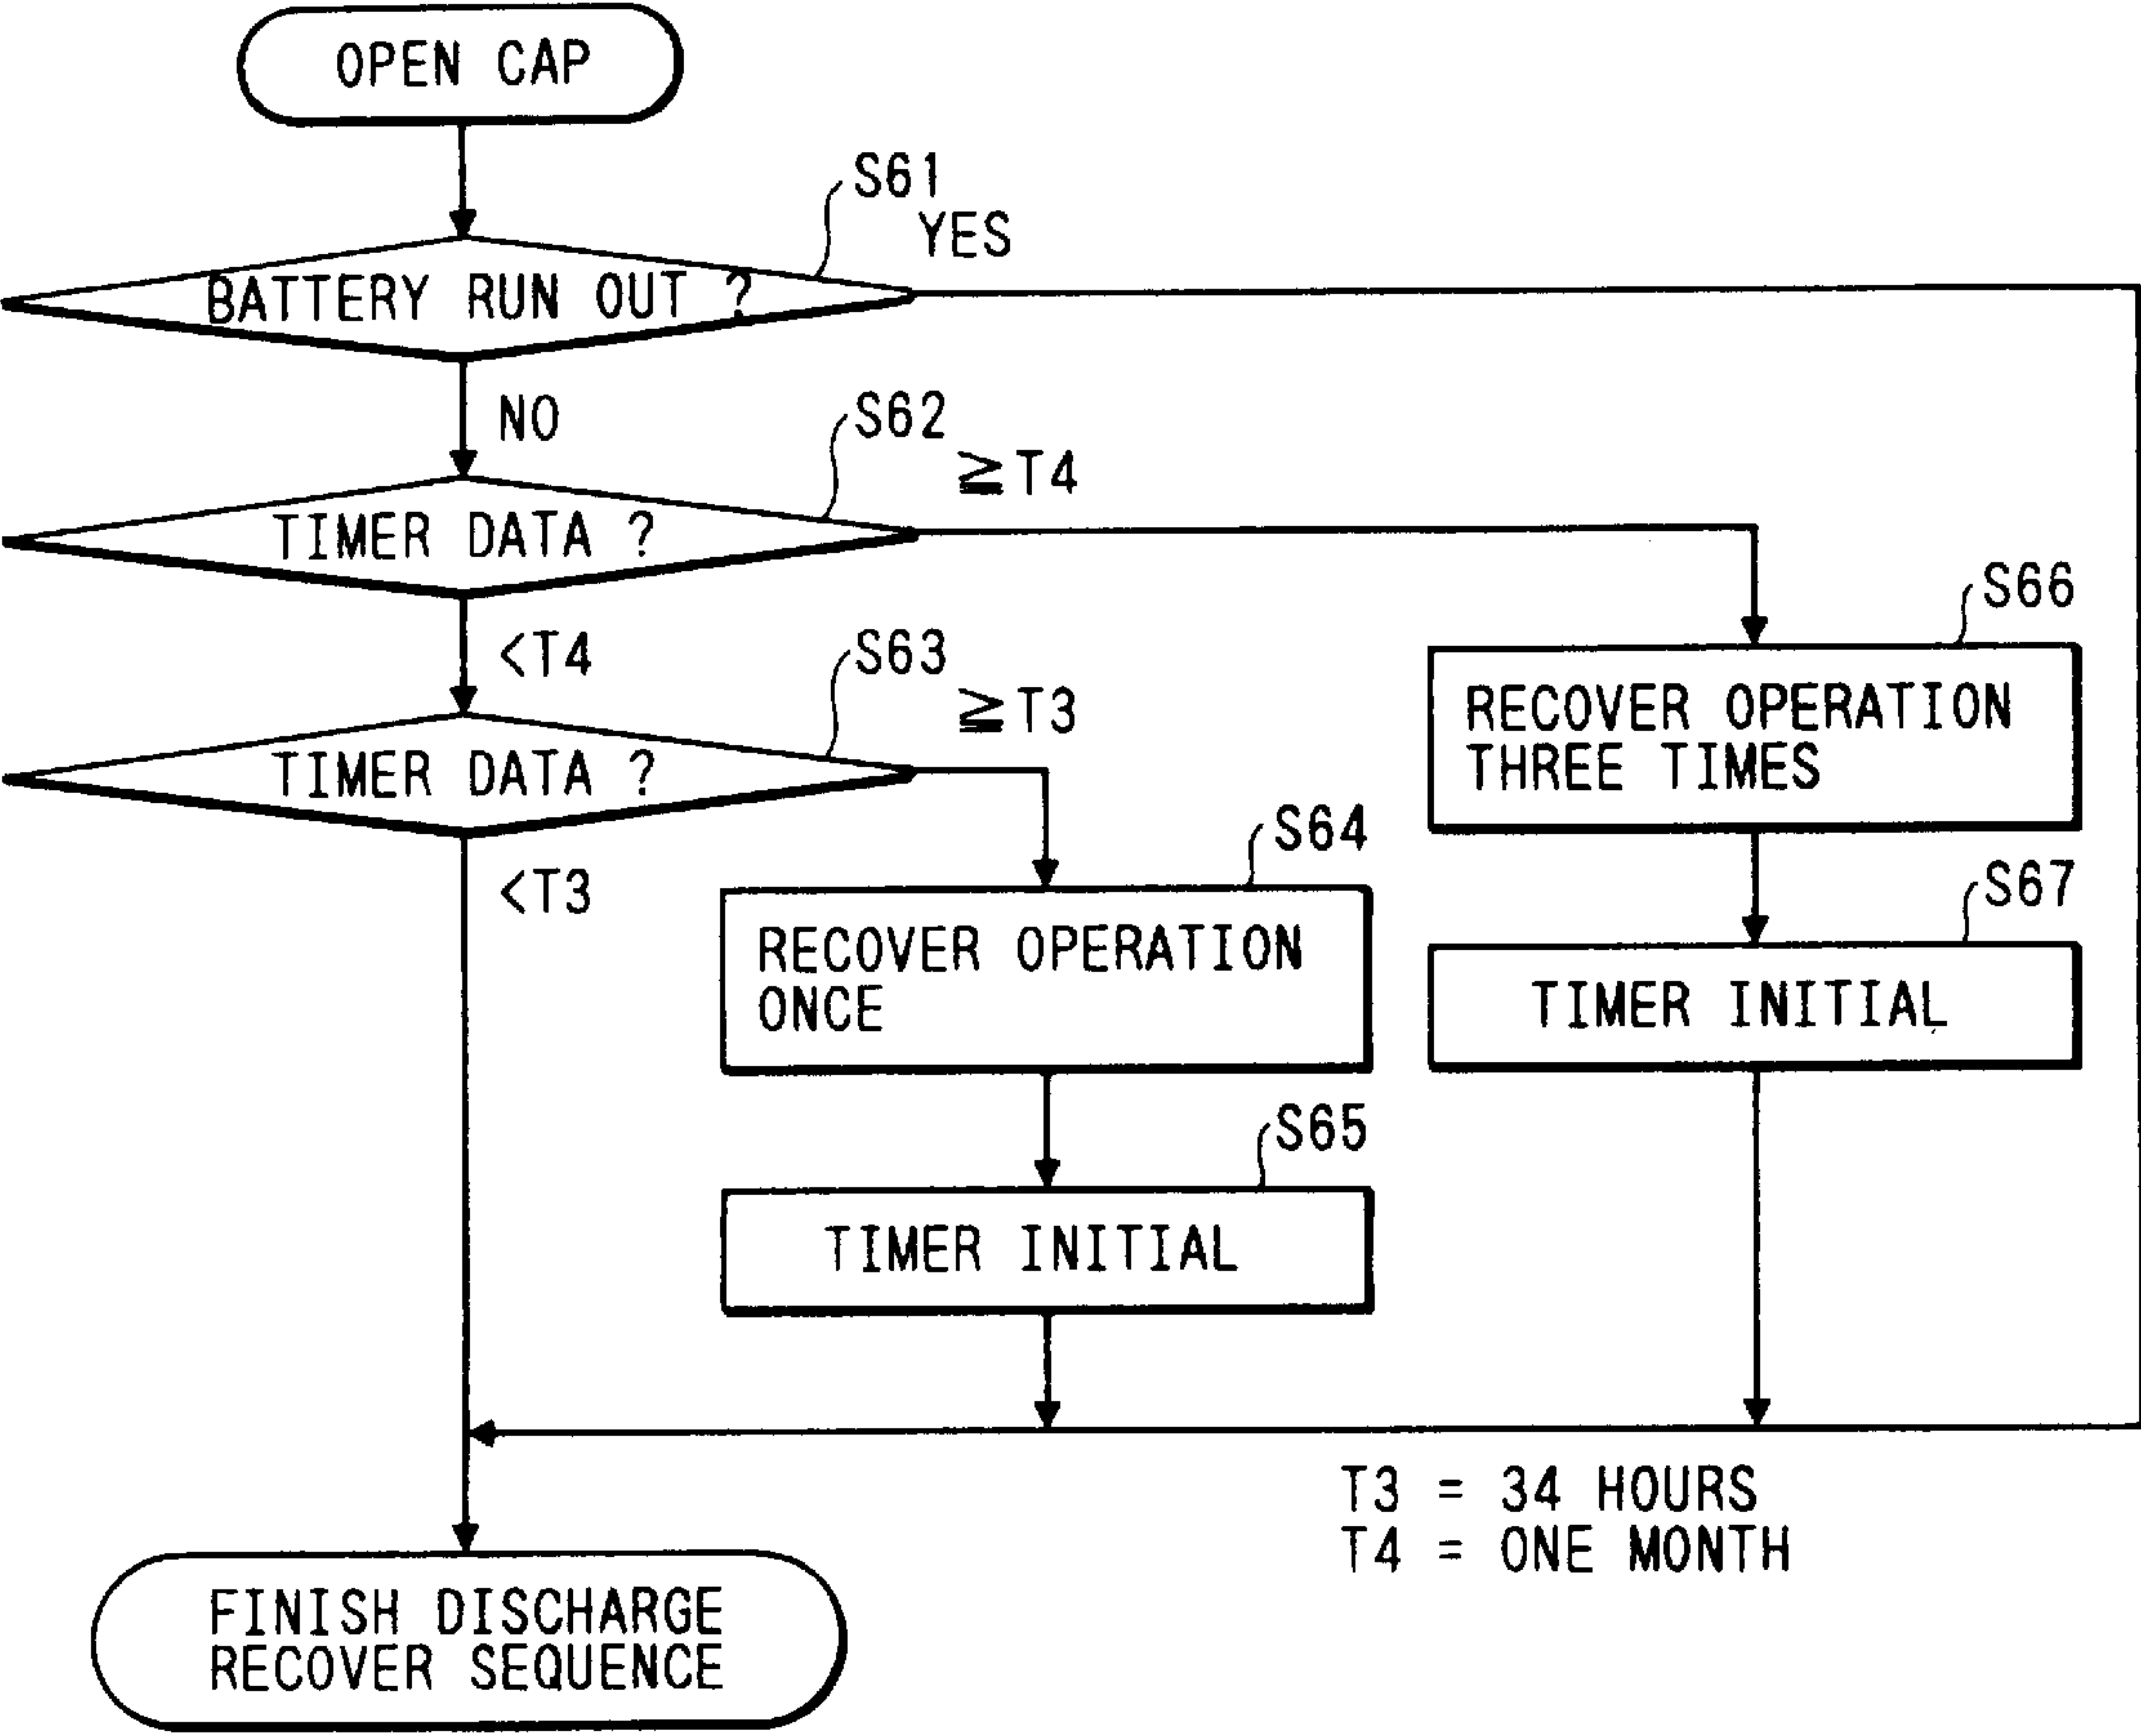 OPEN CAP
S61
YES
BATTERY RUN OUT ?
NO
S62
≧T4
TIMER DATA ?
<T4
S63
≧T3
TIMER DATA ?
<T3
S66
RECOVER OPERATION
THREE TIMES
S64
RECOVER OPERATION
ONCE
S67
TIMER INITIAL
S65
TIMER INITIAL
T3 = 34 HOURS
T4 = ONE MONTH
FINISH DISCHARGE
RECOVER SEQUENCE